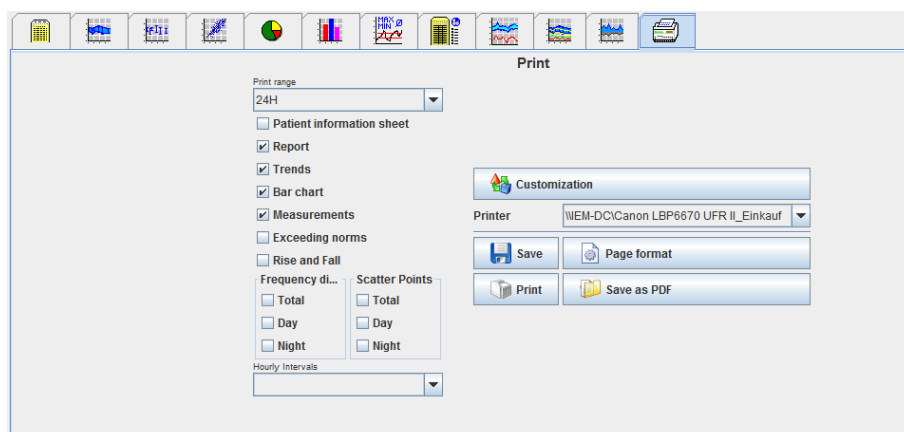 MAX Ø
MIN
Print
Print range
24H
Patient information sheet
Report
Trends
Bar chart
Measurements
Exceeding norms
Rise and Fall
Frequency di...
Total
Day
Night
Scatter Points
Total
Day
Night
Hourly Intervals
Customization
Printer
\\IEM-DC\Canon LBP6670 UFR II_Einkauf
Save
Page format
Print
Save as PDF